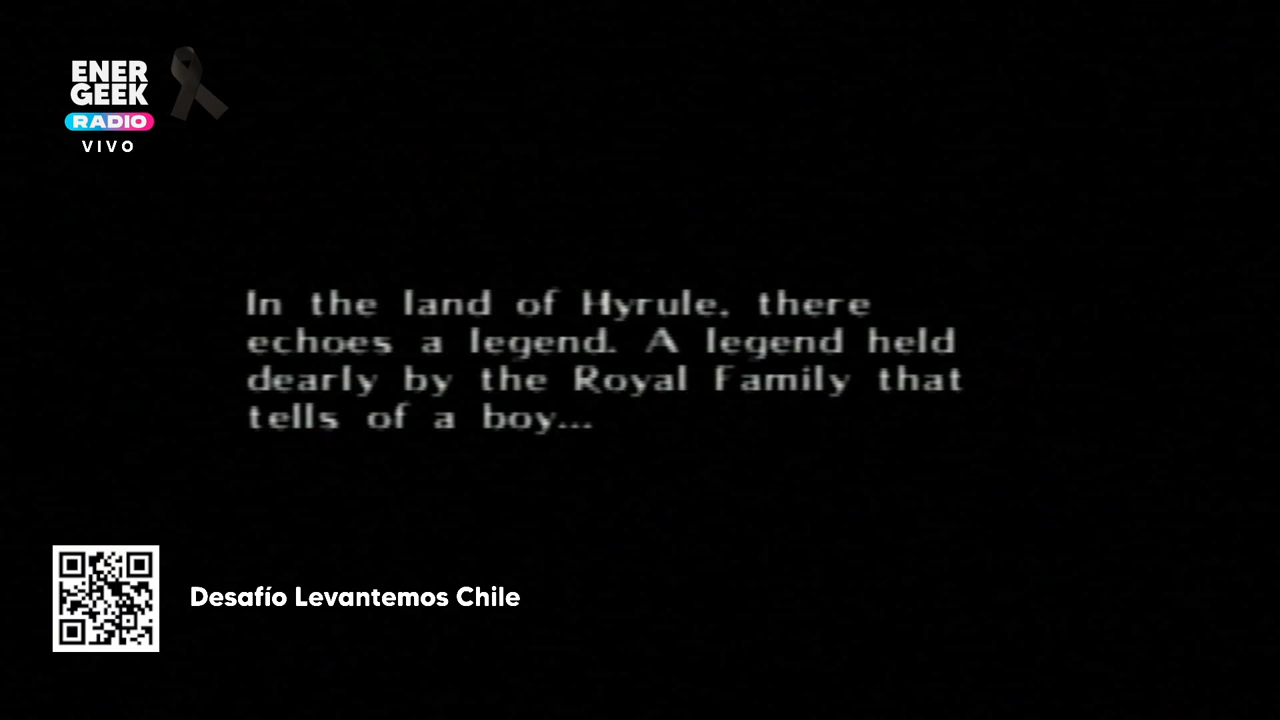 ENER
GEEK
RADIO
VIVO
In the land of Hyrule, there
echoes a legend. A legend held
dearly by the Royal Family that
tells of a boy...
Desafío Levantemos Chile